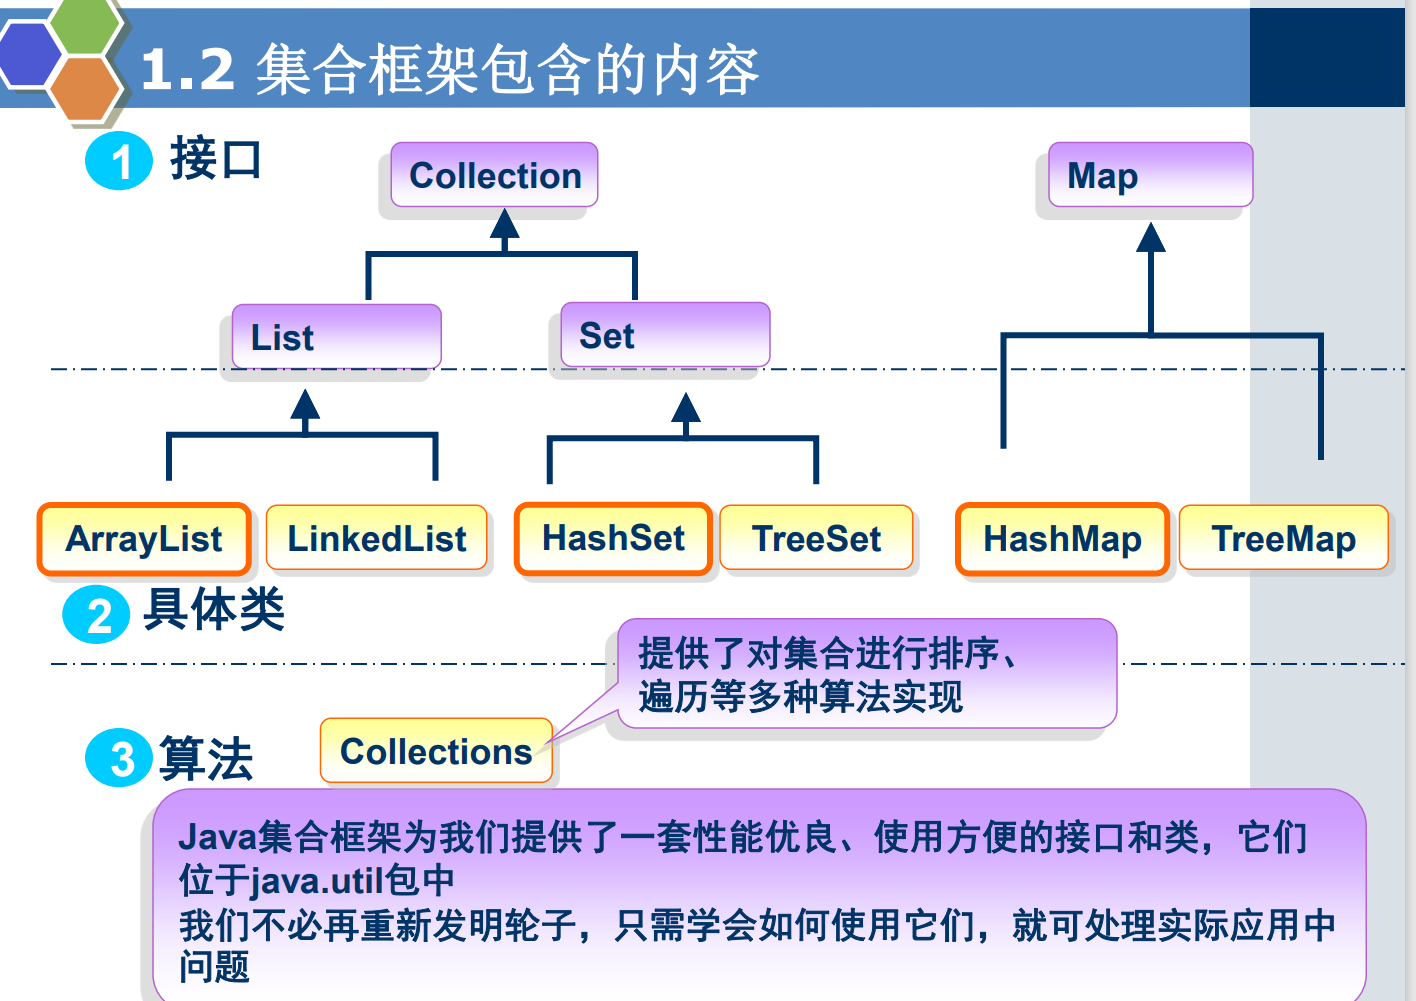 1.2 集合框架包含的内容
1 接口
Collection
Map
List
Set
ArrayList
LinkedList
HashSet
TreeSet
HashMap
TreeMap
2 具体类
提供了对集合进行排序、
遍历等多种算法实现
3 算法
Collections
Java集合框架为我们提供了一套性能优良、使用方便的接口和类，它们
位于java.util包中
我们不必再重新发明轮子，只需学会如何使用它们，就可处理实际应用中
问题